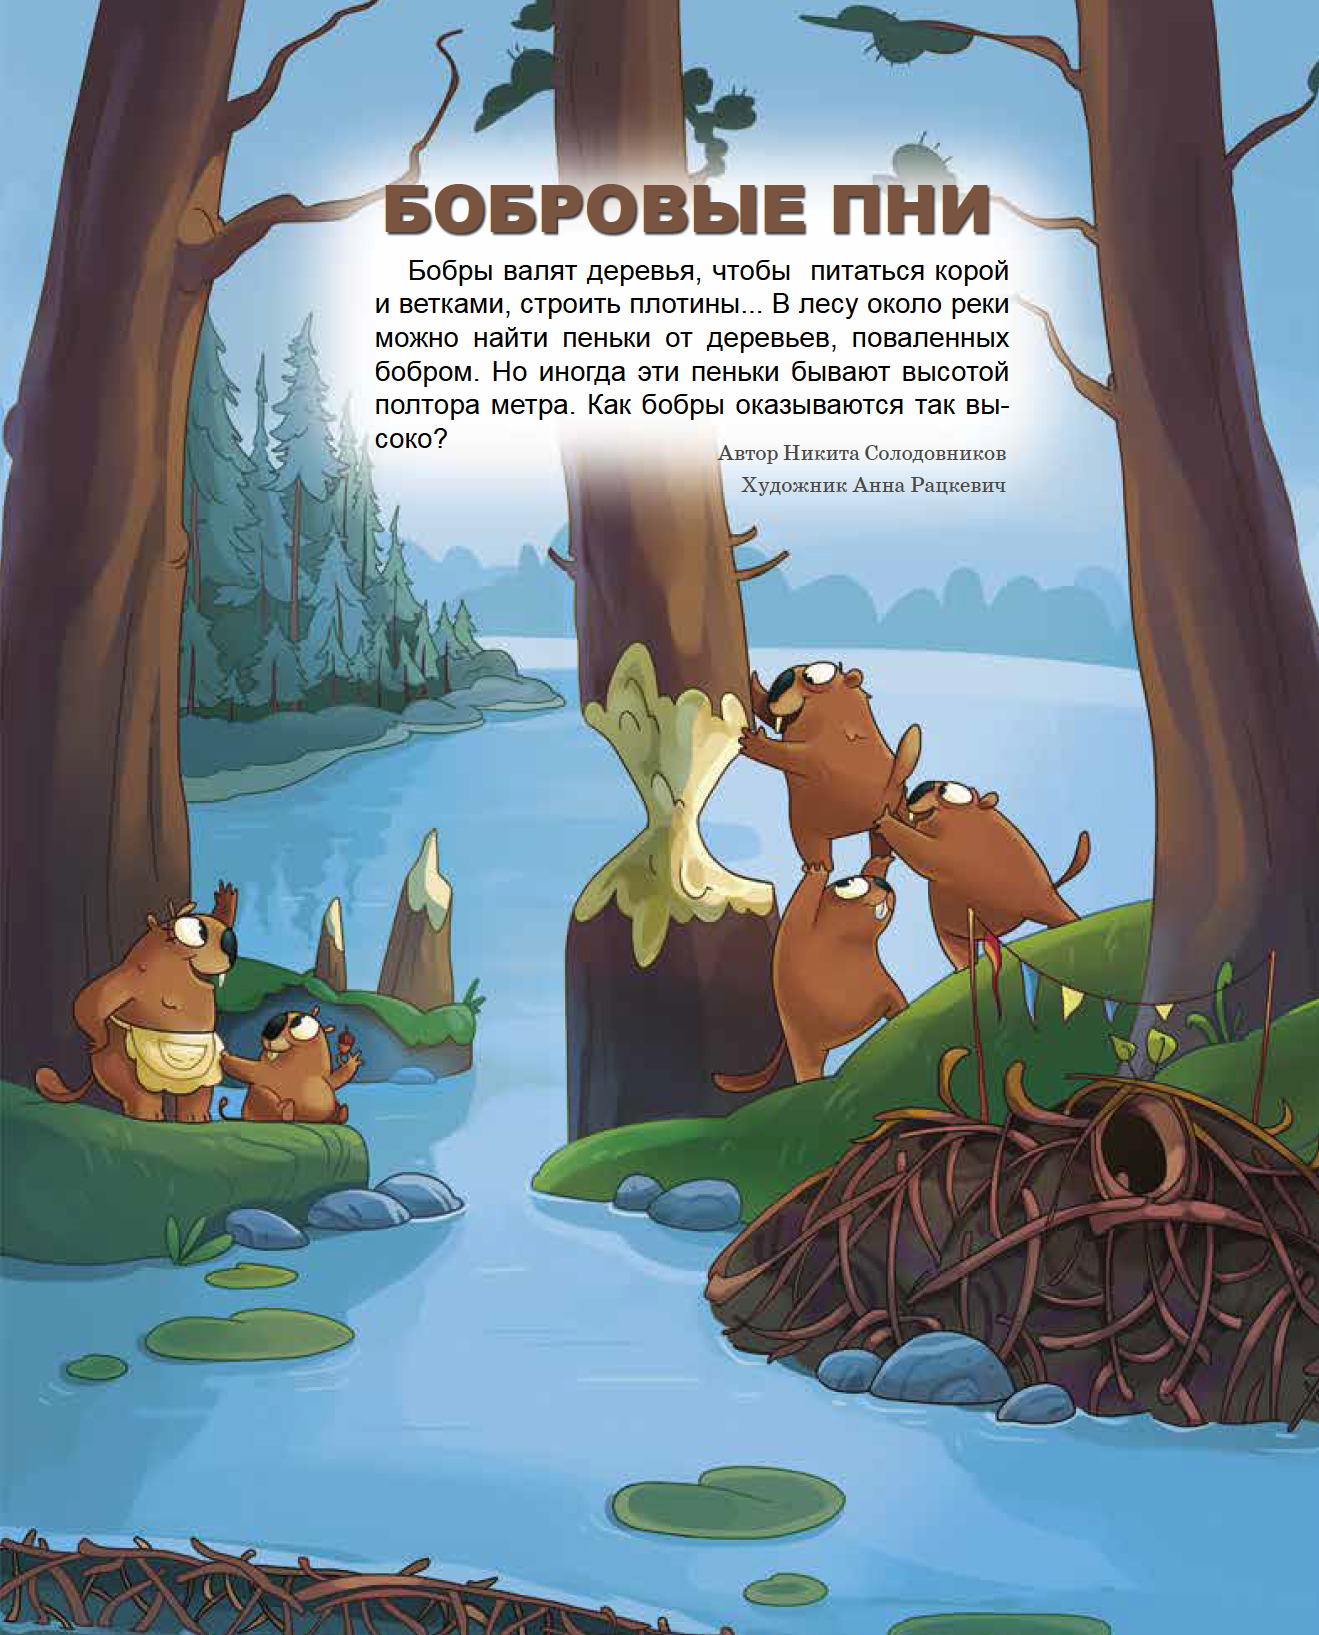 БОБРОВЫЕ ПНИ
Бобры валят деревья, чтобы питаться корой
и ветками, строить плотины... В лесу около реки
можно найти пеньки от деревьев, поваленных
бобром. Но иногда эти пеньки бывают высотой
полтора метра. Как бобры оказываются так вы-
соко?
Автор Никита Солодовников
Художник Анна Рацкевич